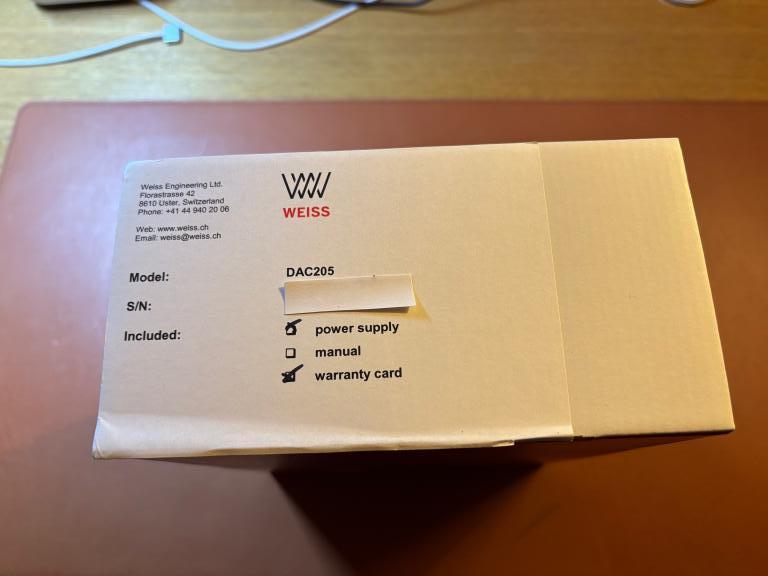 Weiss Engineering Ltd.
Florastrasse 42
8610 Uster, Switzerland
Phone: +41 44 940 20 06
Web: www.weiss.ch
Email: weiss@weiss.ch
WEISS
Model: DAC205
S/N:
Included: power supply
manual
warranty card